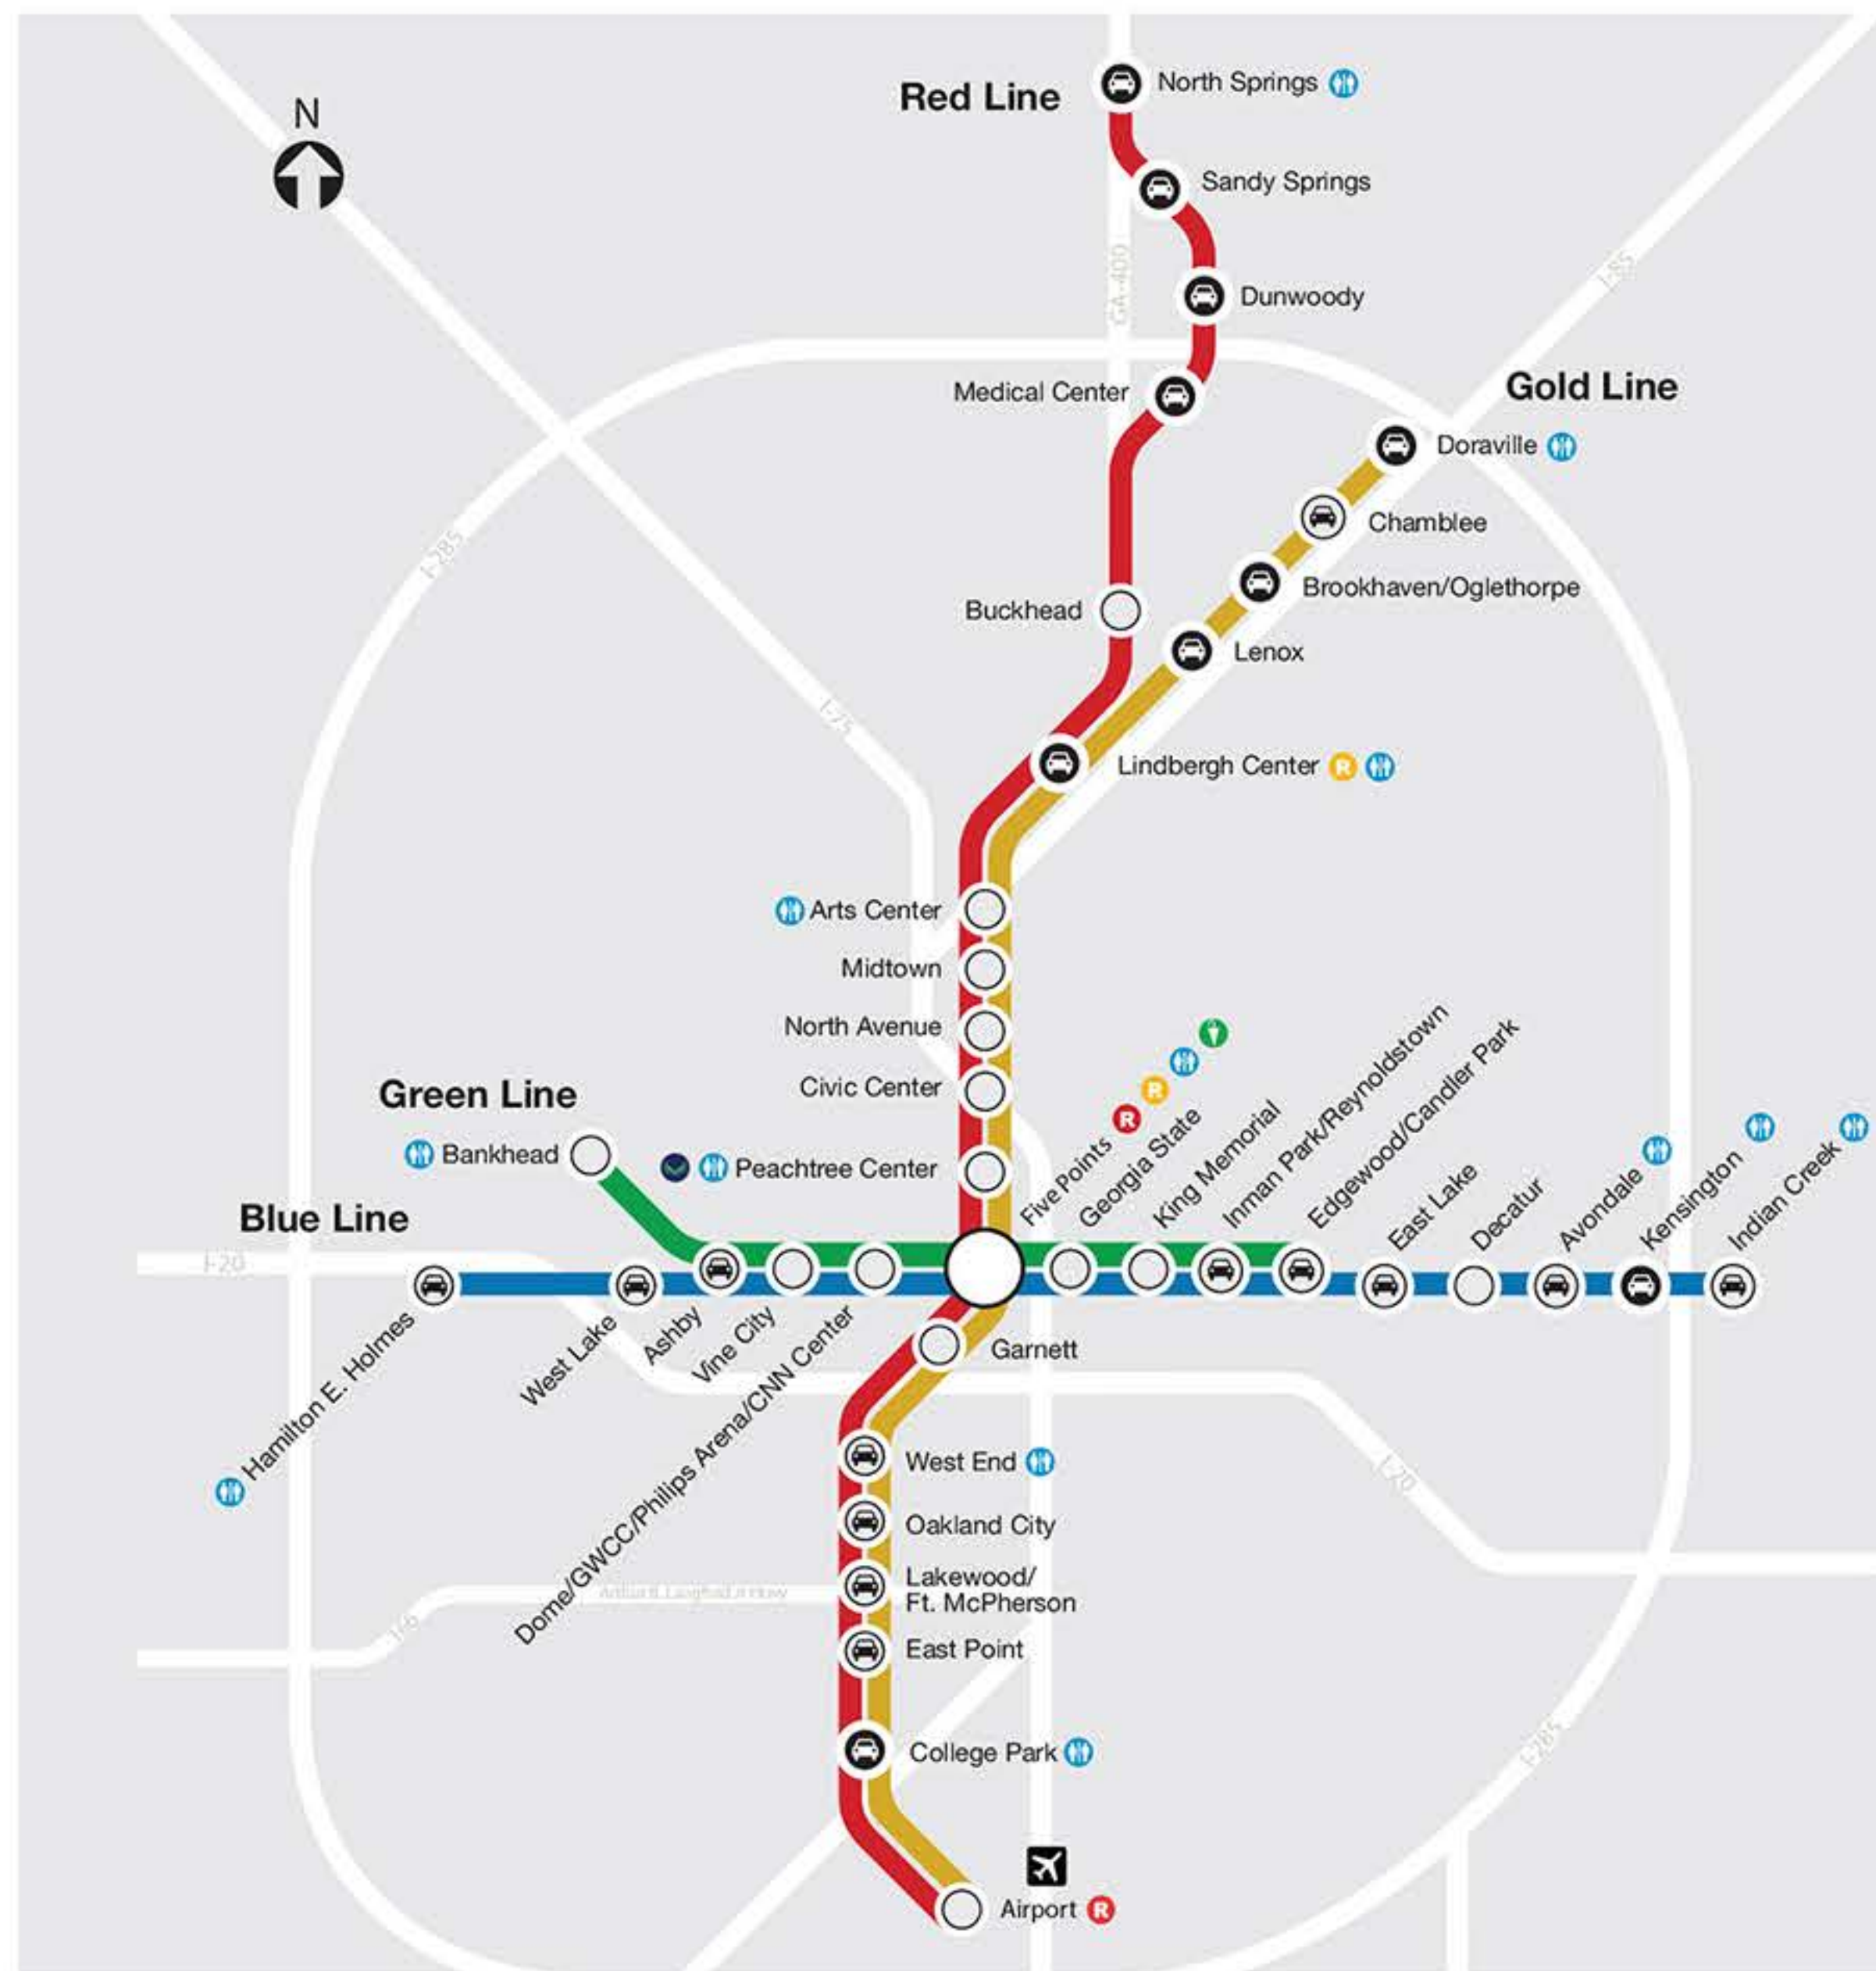 N
Red Line
North Springs
Sandy Springs
GA-400
Dunwoody
I-85
Medical Center
Gold Line
Doraville
Chamblee
I-285
Brookhaven/Oglethorpe
Buckhead
Lenox
I-75
Lindbergh Center R
Arts Center
Midtown
North Avenue
Civic Center
Green Line
Bankhead
Peachtree Center
Five Points R R
Georgia State
King Memorial
Inman Park/Reynoldstown
Edgewood/Candler Park
East Lake
Decatur
Avondale
Kensington
Indian Creek
Blue Line
I-20
Hamilton E. Holmes
West Lake
Ashby
Vine City
Dome/GWCC/Philips Arena/CNN Center
Garnett
West End
I-20
Oakland City
Lakewood/
Ft. McPherson
East Point
College Park
I-285
Airport R